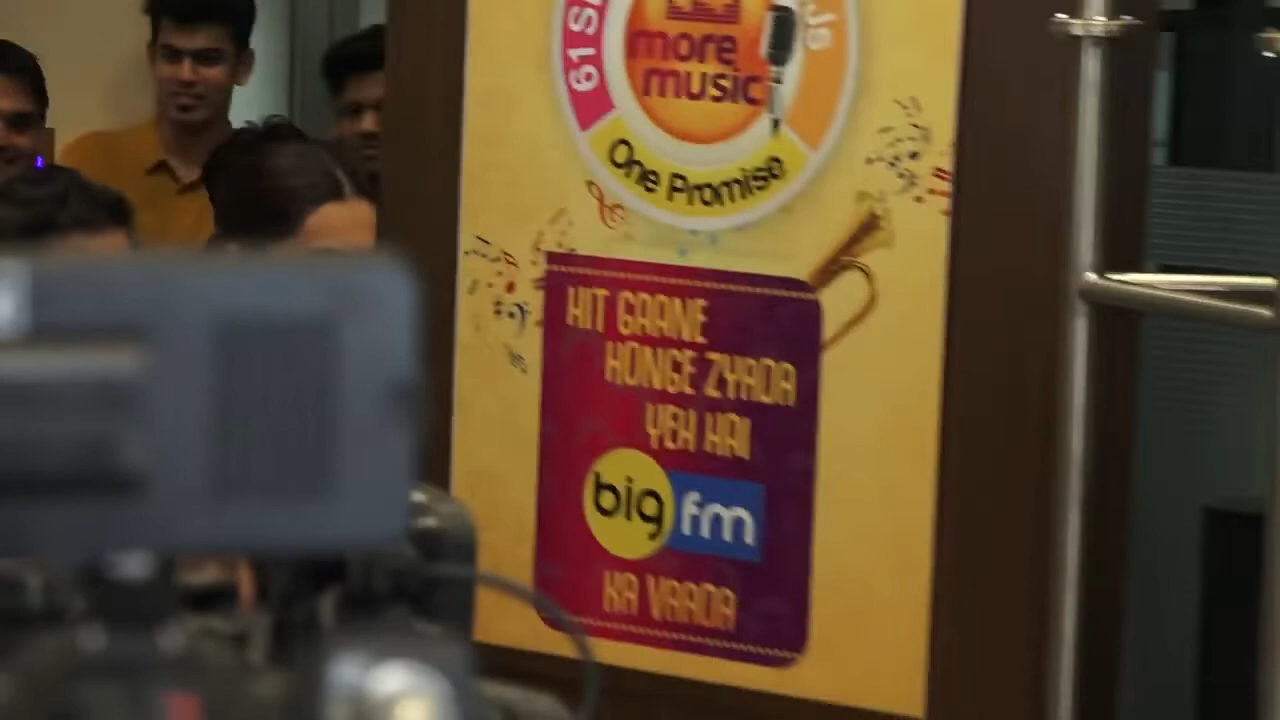 more
music
One Promise
HIT GAANE
HONGE ZYADA
YEH HAI
big fm
KA VAADA